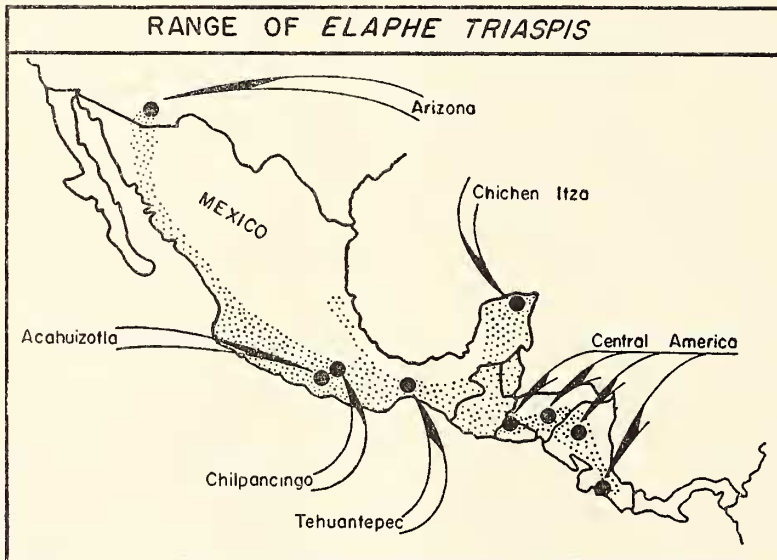 RANGE OF ELAPHE TRIASPIS
Arizona
MEXICO
Chichen Itza
Acahuizotla
Central America
Chilpancingo
Tehuantepec